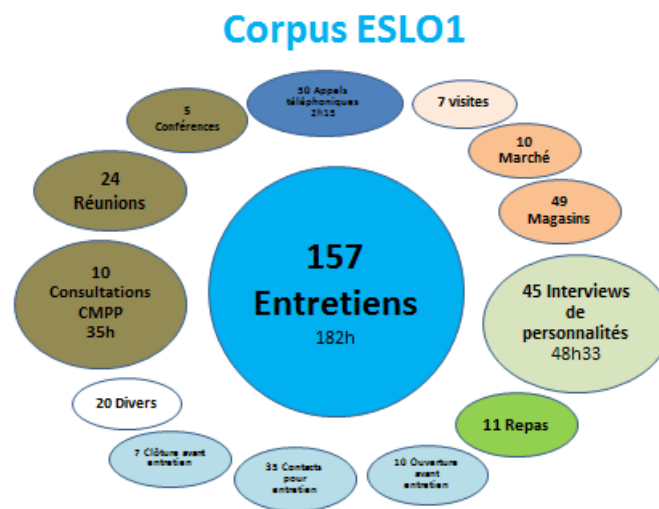 Corpus ESLO1
50 Appels
téléphoniques
2h15
7 visites
5
Conférences
10
Marché
24
Réunions
49
Magasins
157
Entretiens
182h
10
Consultations
CMPP
35h
45 Interviews
de
personnalités
48h33
20 Divers
11 Repas
7 Clôture avant
entretien
35 Contacts
pour
entretien
10 Ouverture
avant
entretien